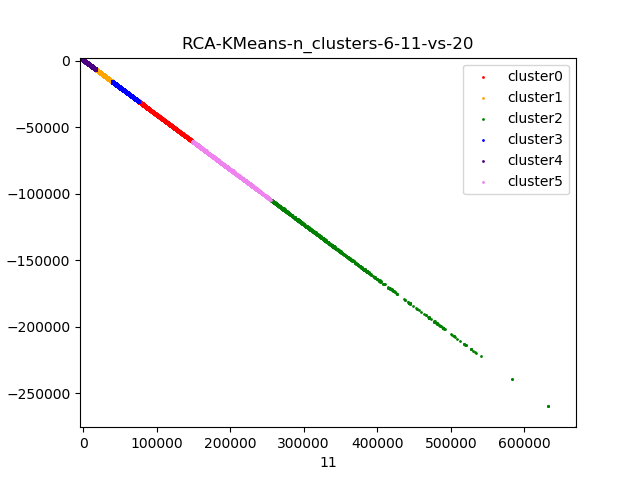 RCA-KMeans-n_clusters-6-11-vs-20
cluster0
cluster1
cluster2
cluster3
cluster4
cluster5
0
−50000
−100000
−150000
−200000
−250000
0 100000 200000 300000 400000 500000 600000
11